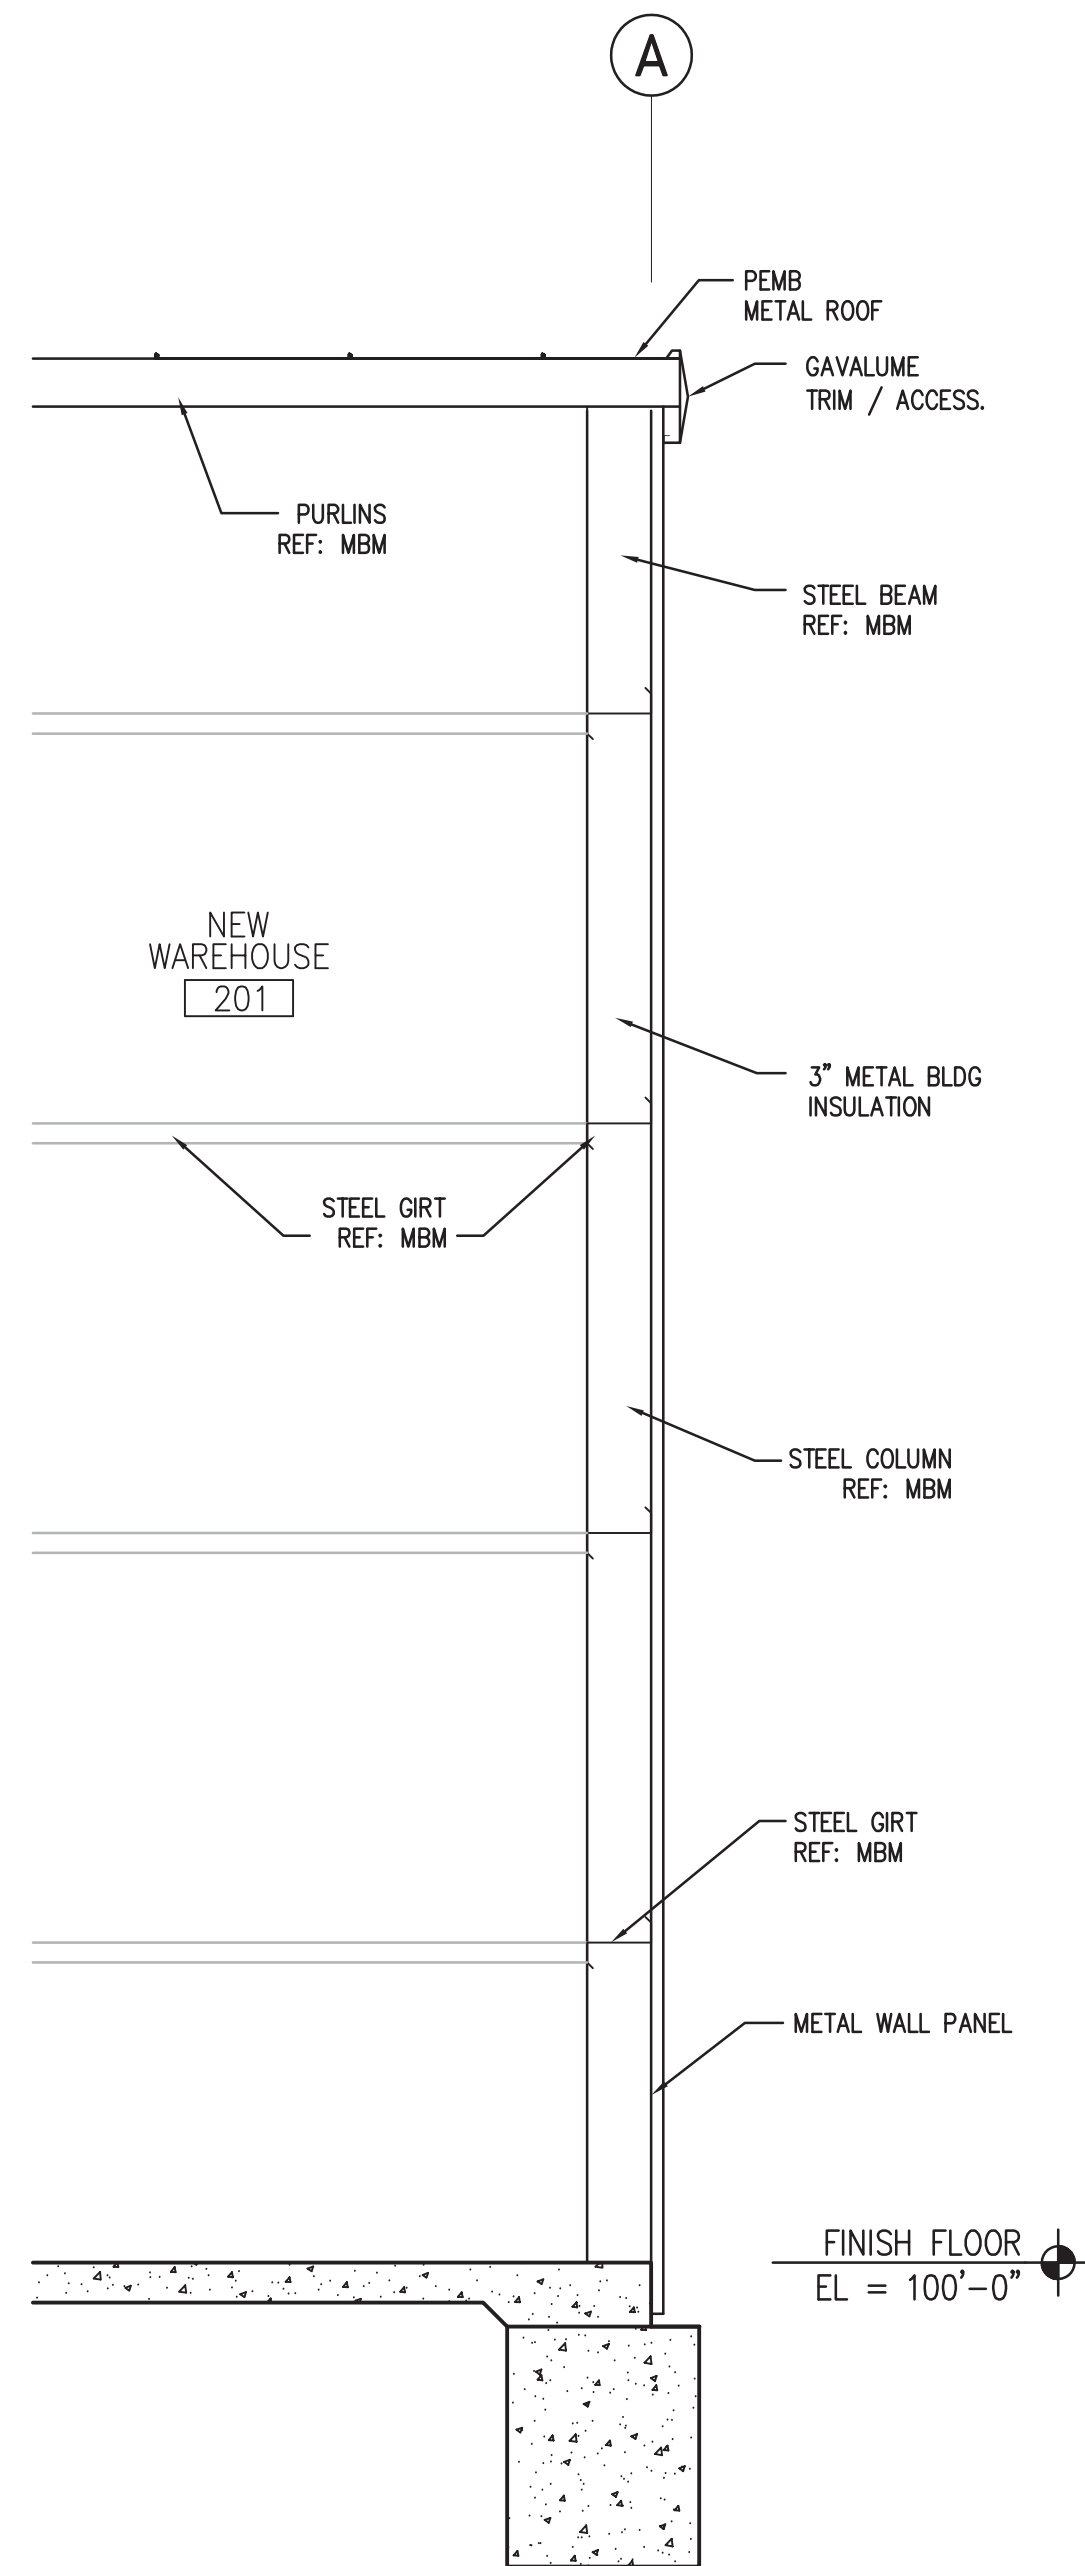 A
PEMB
METAL ROOF
GAVALUME
TRIM / ACCESS.
PURLINS
REF: MBM
STEEL BEAM
REF: MBM
NEW
WAREHOUSE
201
3" METAL BLDG
INSULATION
STEEL GIRT
REF: MBM
STEEL COLUMN
REF: MBM
STEEL GIRT
REF: MBM
METAL WALL PANEL
FINISH FLOOR
EL = 100'-0"